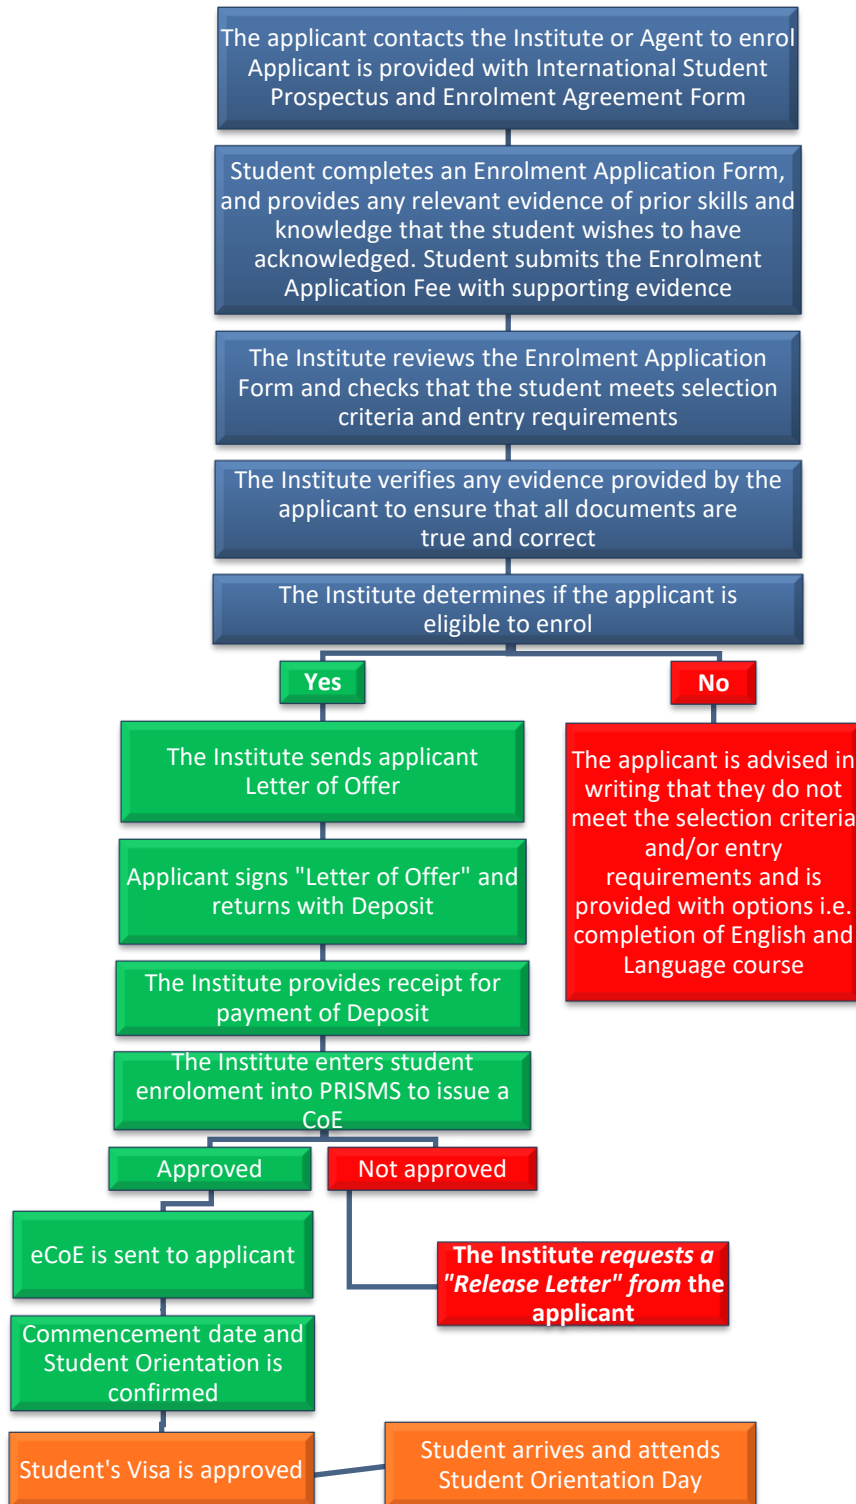 The applicant contacts the Institute or Agent to enrol
Applicant is provided with International Student
Prospectus and Enrolment Agreement Form
Student completes an Enrolment Application Form,
and provides any relevant evidence of prior skills and
knowledge that the student wishes to have
acknowledged. Student submits the Enrolment
Application Fee with supporting evidence
The Institute reviews the Enrolment Application
Form and checks that the student meets selection
criteria and entry requirements
The Institute verifies any evidence provided by the
applicant to ensure that all documents are
true and correct
The Institute determines if the applicant is
eligible to enrol
Yes
No
The Institute sends applicant
Letter of Offer
Applicant signs "Letter of Offer" and
returns with Deposit
The Institute provides receipt for
payment of Deposit
The Institute enters student
enroloment into PRISMS to issue a
CoE
The applicant is advised in
writing that they do not
meet the selection criteria
and/or entry
requirements and is
provided with options i.e.
completion of English and
Language course
Approved
Not approved
eCoE is sent to applicant
The Institute requests a
"Release Letter" from the
applicant
Commencement date and
Student Orientation is
confirmed
Student's Visa is approved
Student arrives and attends
Student Orientation Day